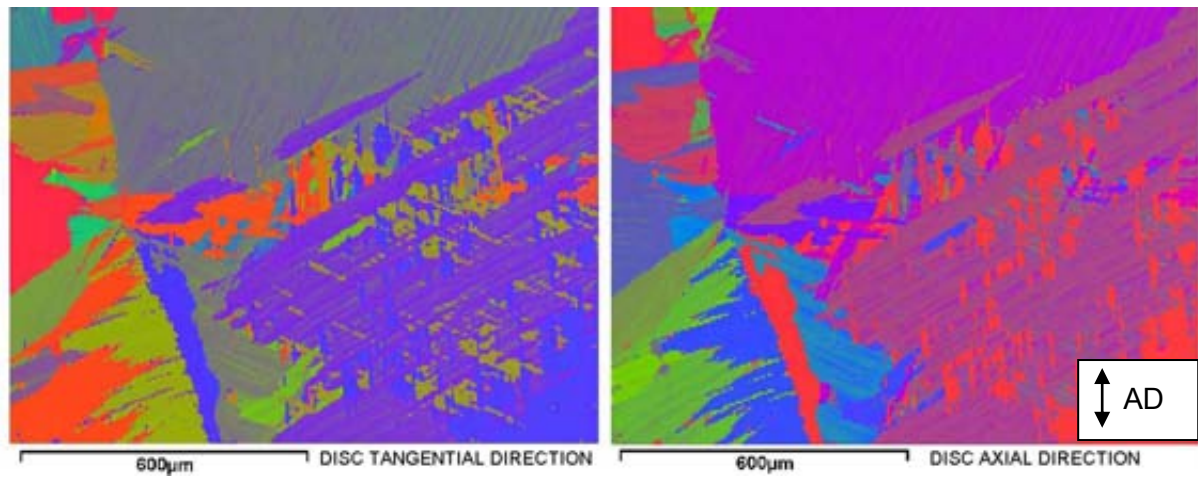 AD
600µm
DISC TANGENTIAL DIRECTION
600µm
DISC AXIAL DIRECTION